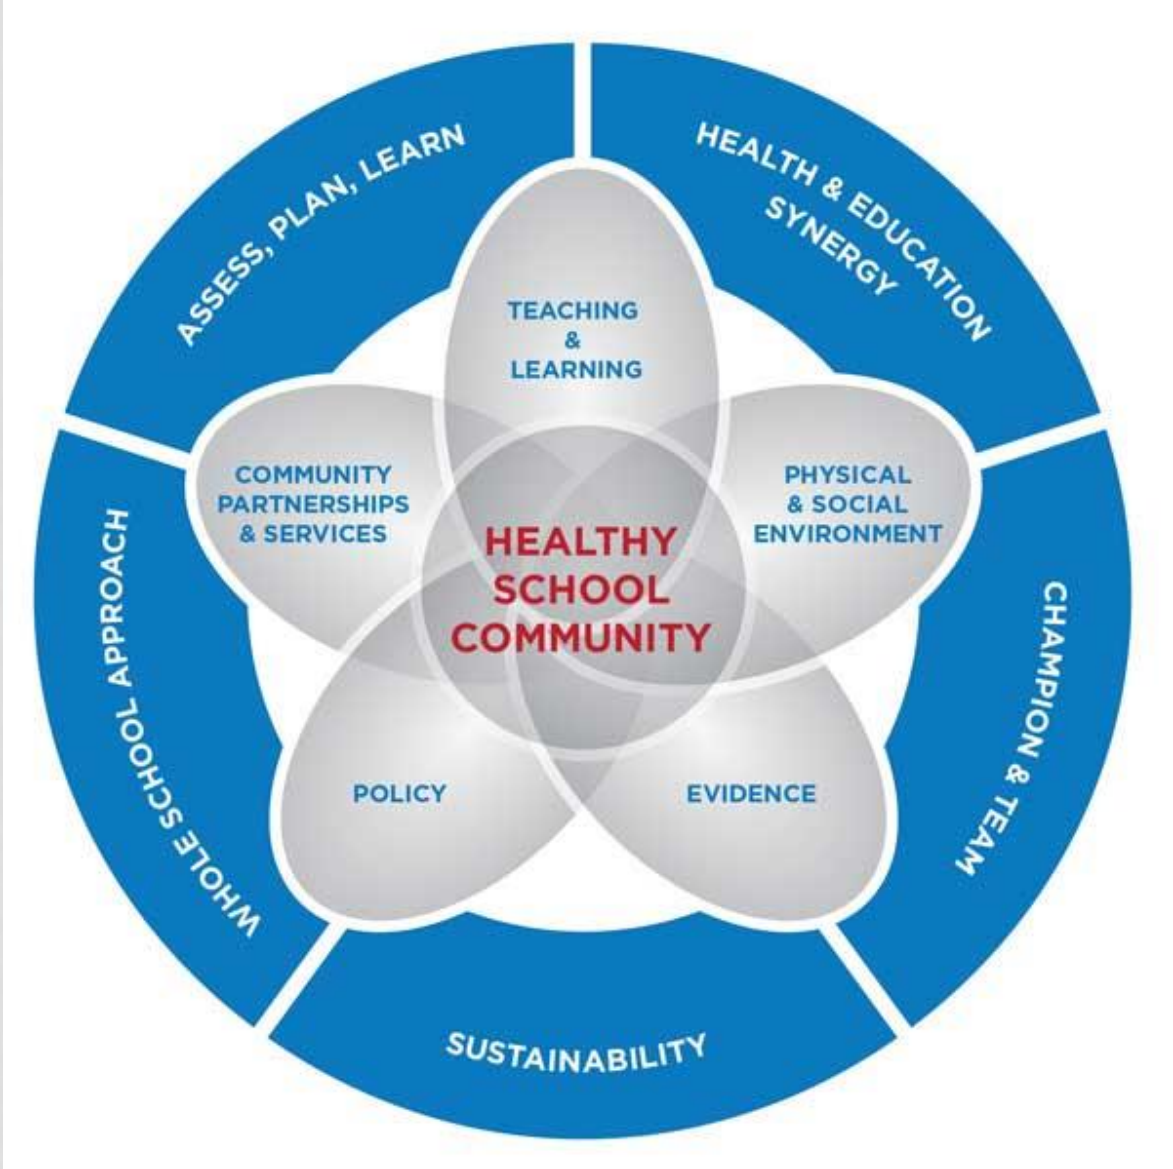 ASSESS, PLAN, LEARN
HEALTH & EDUCATION
SYNERGY
TEACHING
&
LEARNING
COMMUNITY
PARTNERSHIPS
& SERVICES
PHYSICAL
& SOCIAL
ENVIRONMENT
HEALTHY
SCHOOL
COMMUNITY
WHOLE SCHOOL APPROACH
CHAMPION & TEAM
POLICY
EVIDENCE
SUSTAINABILITY